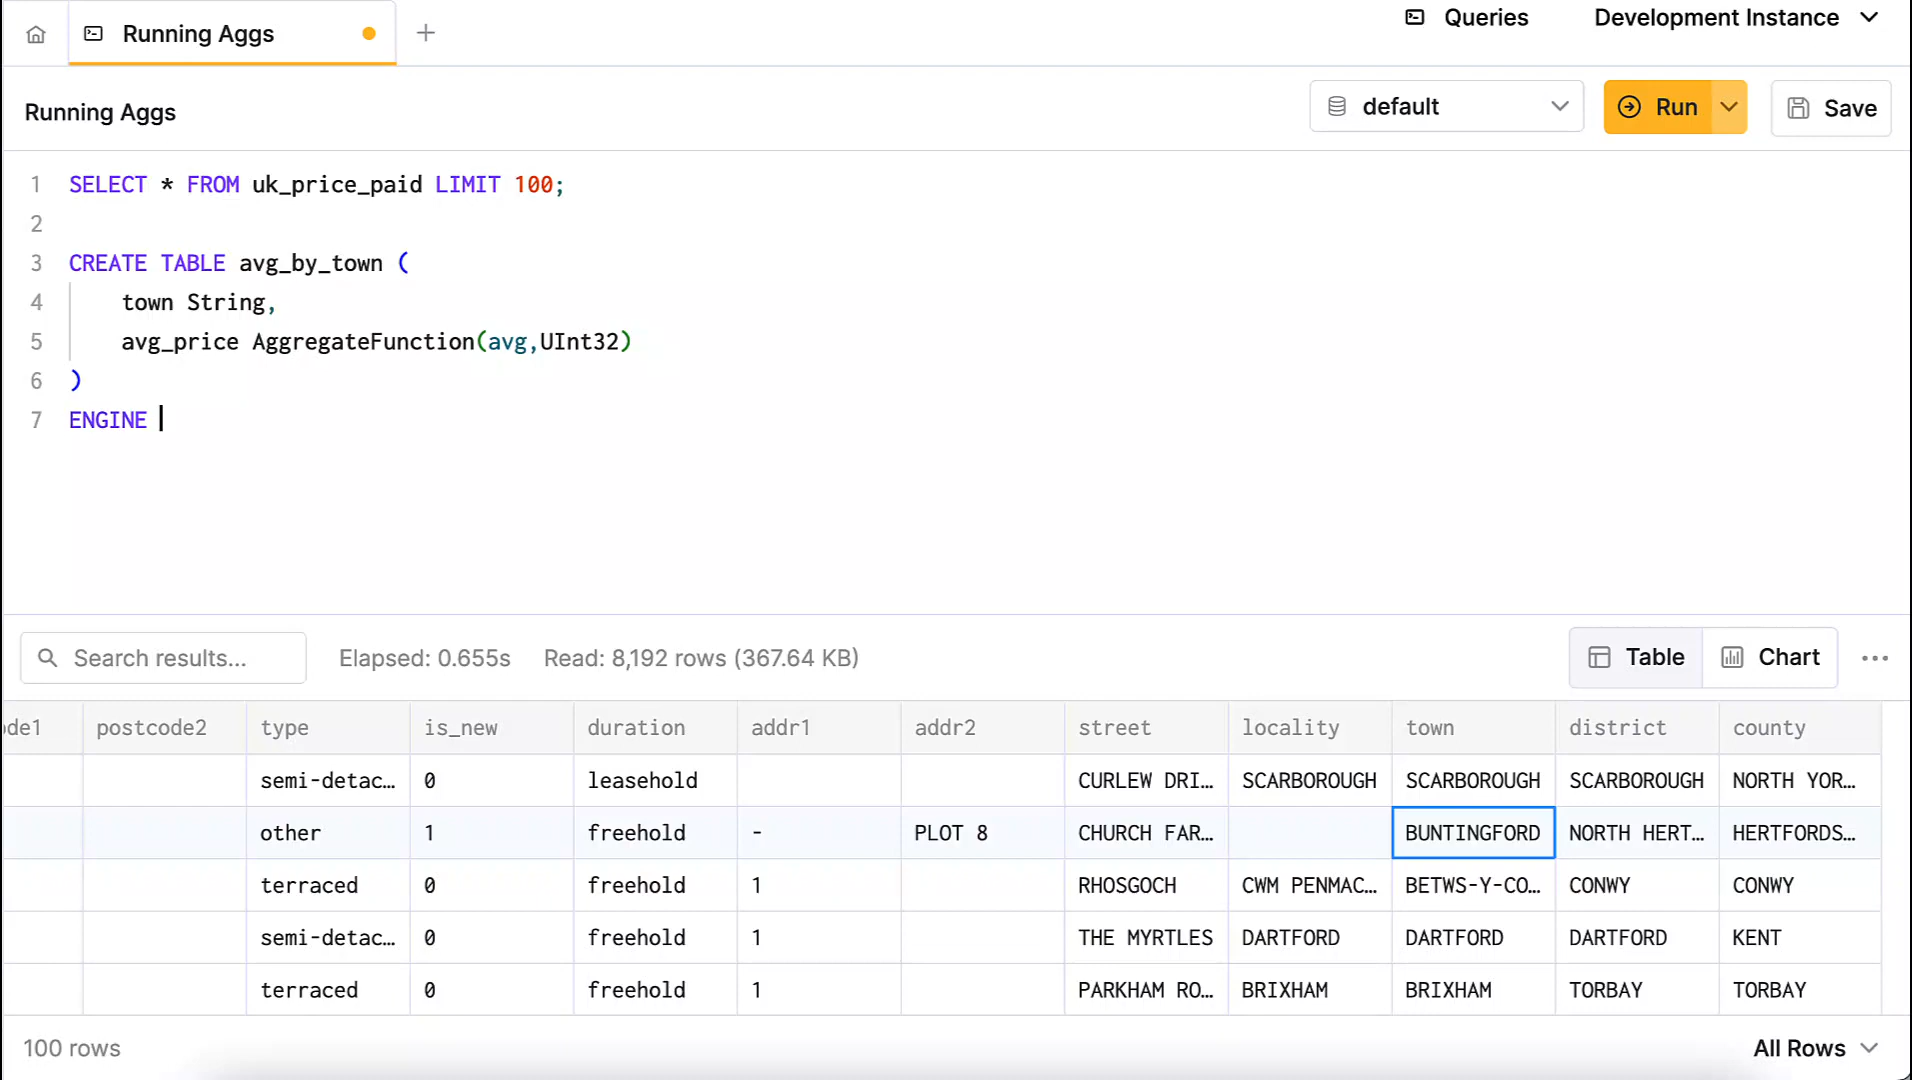 Running Aggs
Queries
Development Instance
Running Aggs
default
Run
Save
1 SELECT * FROM uk_price_paid LIMIT 100;
2
3 CREATE TABLE avg_by_town (
4 town String,
5 avg_price AggregateFunction(avg,UInt32)
6 )
7 ENGINE
Search results...
Elapsed: 0.655s
Read: 8,192 rows (367.64 KB)
Table
Chart
ode1 postcode2 type is_new duration addr1 addr2 street locality town district county
semi-detac… 0 leasehold CURLEW DRI… SCARBOROUGH SCARBOROUGH SCARBOROUGH NORTH YOR…
other 1 freehold - PLOT 8 CHURCH FAR… BUNTINGFORD NORTH HERT… HERTFORDS…
terraced 0 freehold 1 RHOSGOCH CWM PENMAC… BETWS-Y-CO… CONWY CONWY
semi-detac… 0 freehold 1 THE MYRTLES DARTFORD DARTFORD DARTFORD KENT
terraced 0 freehold 1 PARKHAM RO… BRIXHAM BRIXHAM TORBAY TORBAY
100 rows
All Rows